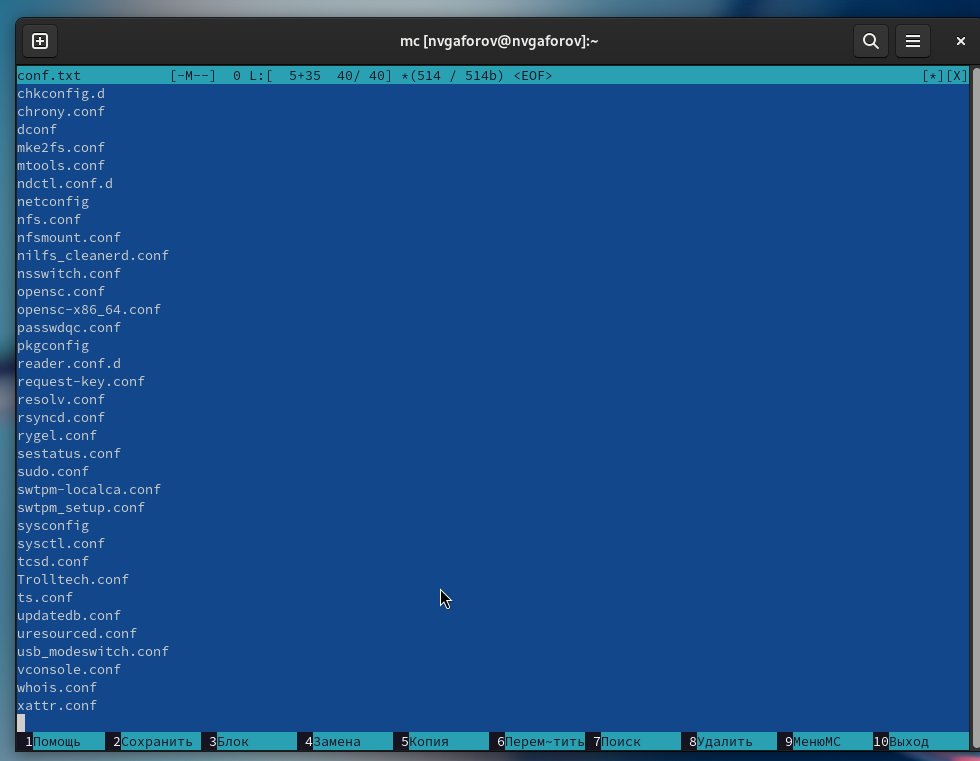 mc [nvgaforov@nvgaforov]:~
conf.txt [-M--] 0 L:[ 5+35 40/ 40] *(514 / 514b) <EOF> [*][X]
chkconfig.d
chrony.conf
dconf
mke2fs.conf
mtools.conf
ndctl.conf.d
netconfig
nfs.conf
nfsmount.conf
nilfs_cleanerd.conf
nsswitch.conf
opensc.conf
opensc-x86_64.conf
passwdqc.conf
pkgconfig
reader.conf.d
request-key.conf
resolv.conf
rsyncd.conf
rygel.conf
sestatus.conf
sudo.conf
swtpm-localca.conf
swtpm_setup.conf
sysconfig
sysctl.conf
tcsd.conf
Trolltech.conf
ts.conf
updatedb.conf
uresourced.conf
usb_modeswitch.conf
vconsole.conf
whois.conf
xattr.conf
1Помощь 2Сохранить 3Блок 4Замена 5Копия 6Перем~тить 7Поиск 8Удалить 9МенюМС 10Выход